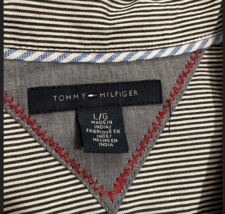 TOMMY HILFIGER
L/G
MADE IN
INDIA/
FABRIQUÉ EN
INDE/
HECHO EN
INDIA